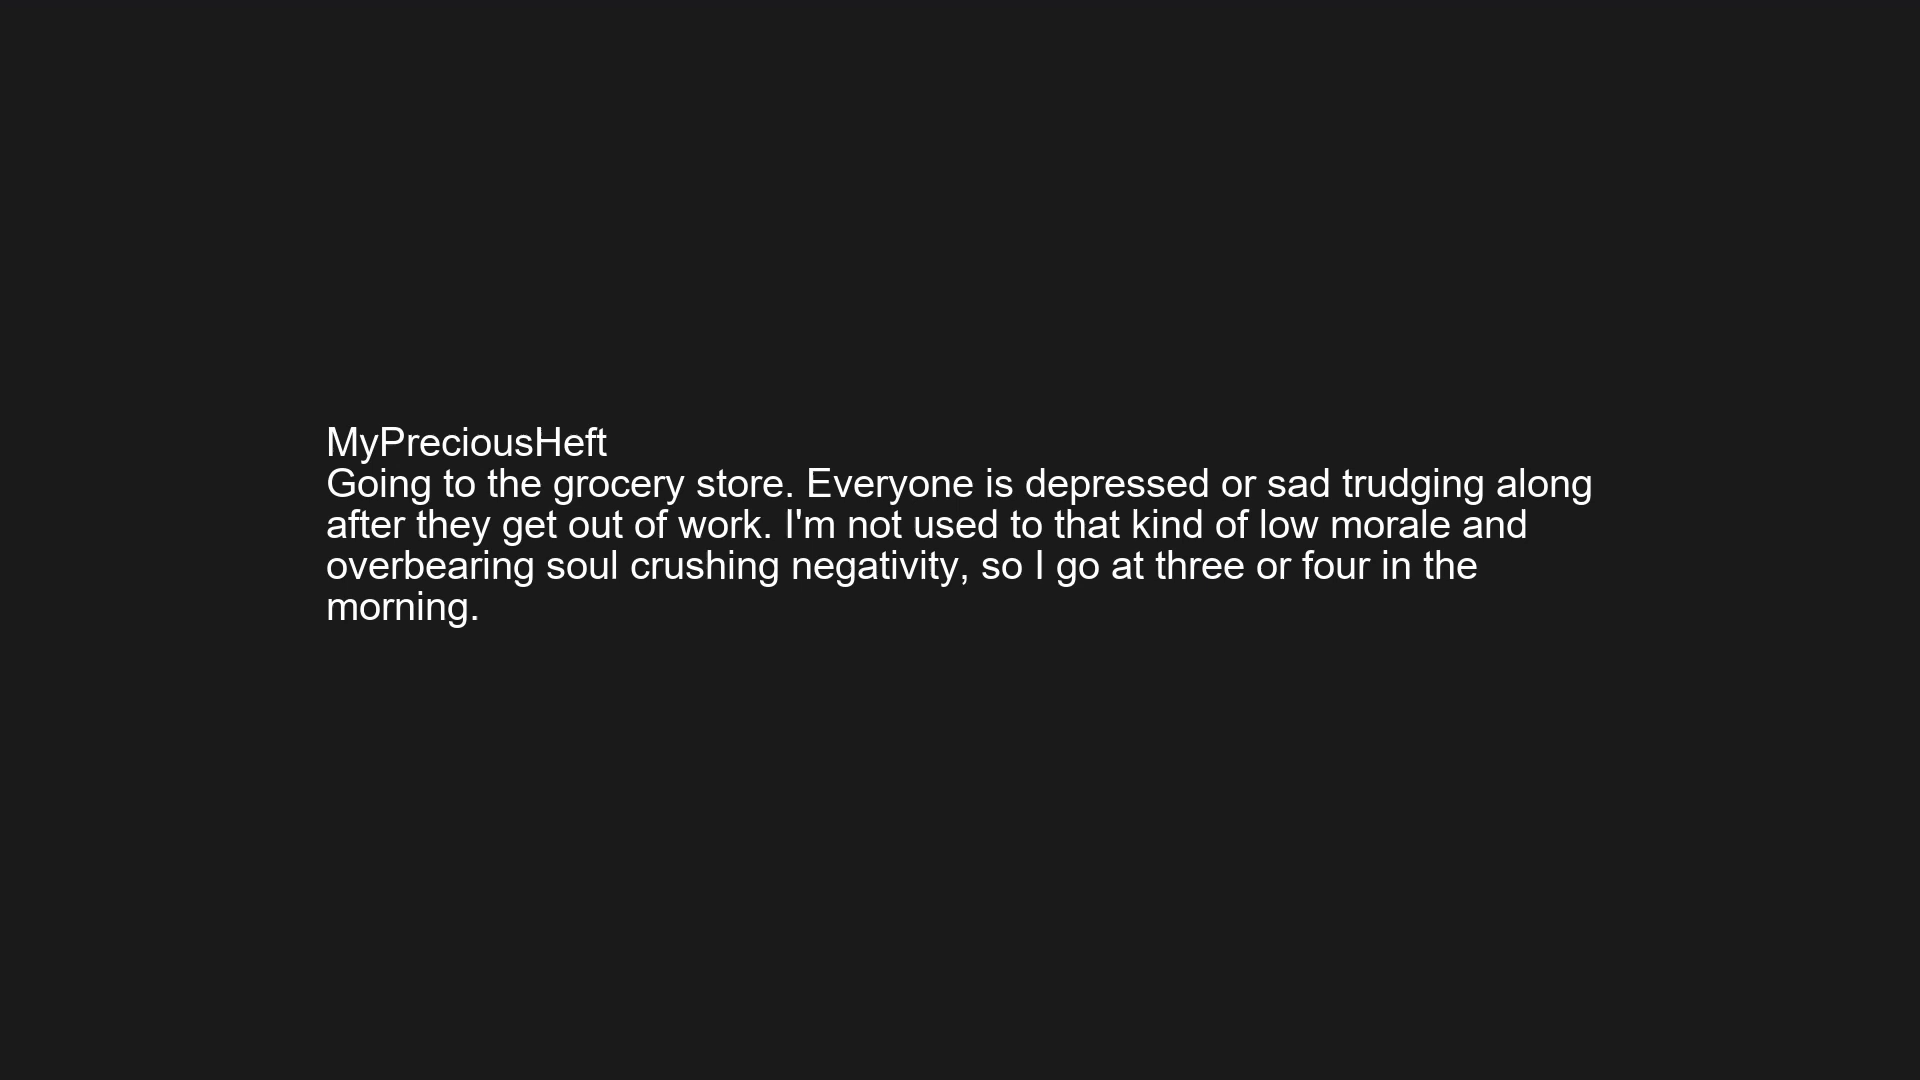 MyPreciousHeft
Going to the grocery store. Everyone is depressed or sad trudging along
after they get out of work. I'm not used to that kind of low morale and
overbearing soul crushing negativity, so I go at three or four in the
morning.